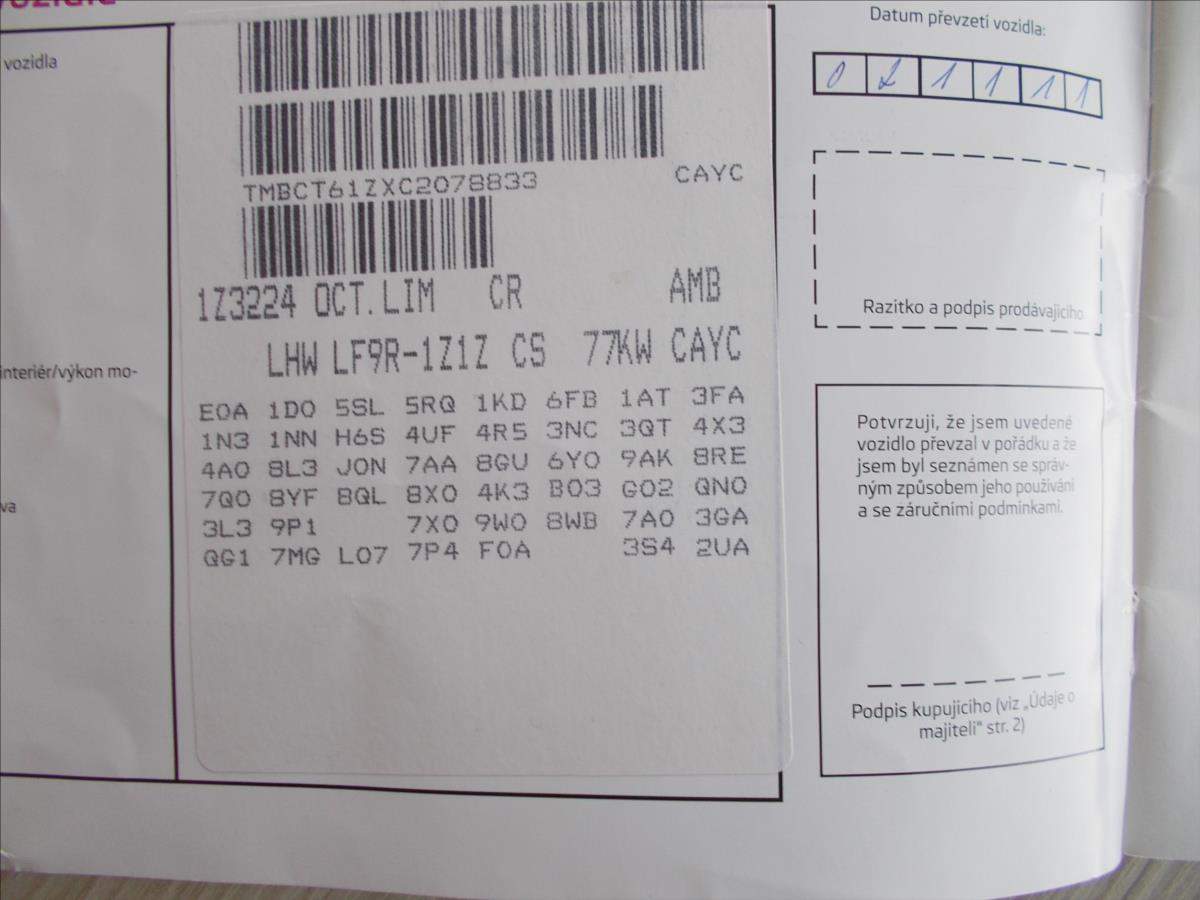 vozidla
TMBCT61ZXC2078833 CAYC
1Z3224 OCT.LIM CR AMB
LHW LF9R-1Z1Z CS 77KW CAYC
E0A 1D0 5SL 5RQ 1KD 6FB 1AT 3FA
1N3 1NN H6S 4UF 4R5 3NC 3QT 4X3
4A0 8L3 J0N 7AA 8GU 6Y0 9AK 8RE
7Q0 8YF 8QL 8X0 4K3 B03 G02 QN0
3L3 9P1 7X0 9W0 8WB 7A0 3GA
QG1 7MG L07 7P4 F0A 3S4 2UA
interiér/výkon mo-
va
Datum převzetí vozidla:
0 2 1 1 1 1
Razítko a podpis prodávajícího
Potvrzuji, že jsem uvedené
vozidlo převzal v pořádku a že
jsem byl seznámen se správ-
ným způsobem jeho používání
a se záručními podmínkami.
Podpis kupujícího (viz „Údaje o
majiteli“ str. 2)